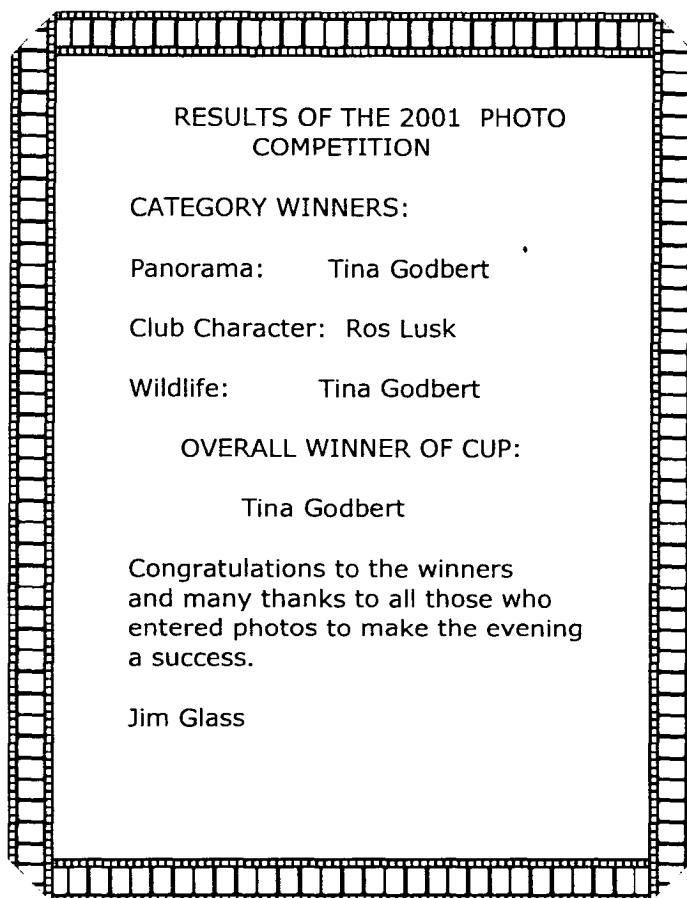 RESULTS OF THE 2001 PHOTO
COMPETITION
CATEGORY WINNERS:
Panorama: Tina Godbert
Club Character: Ros Lusk
Wildlife: Tina Godbert
OVERALL WINNER OF CUP:
Tina Godbert
Congratulations to the winners
and many thanks to all those who
entered photos to make the evening
a success.
Jim Glass